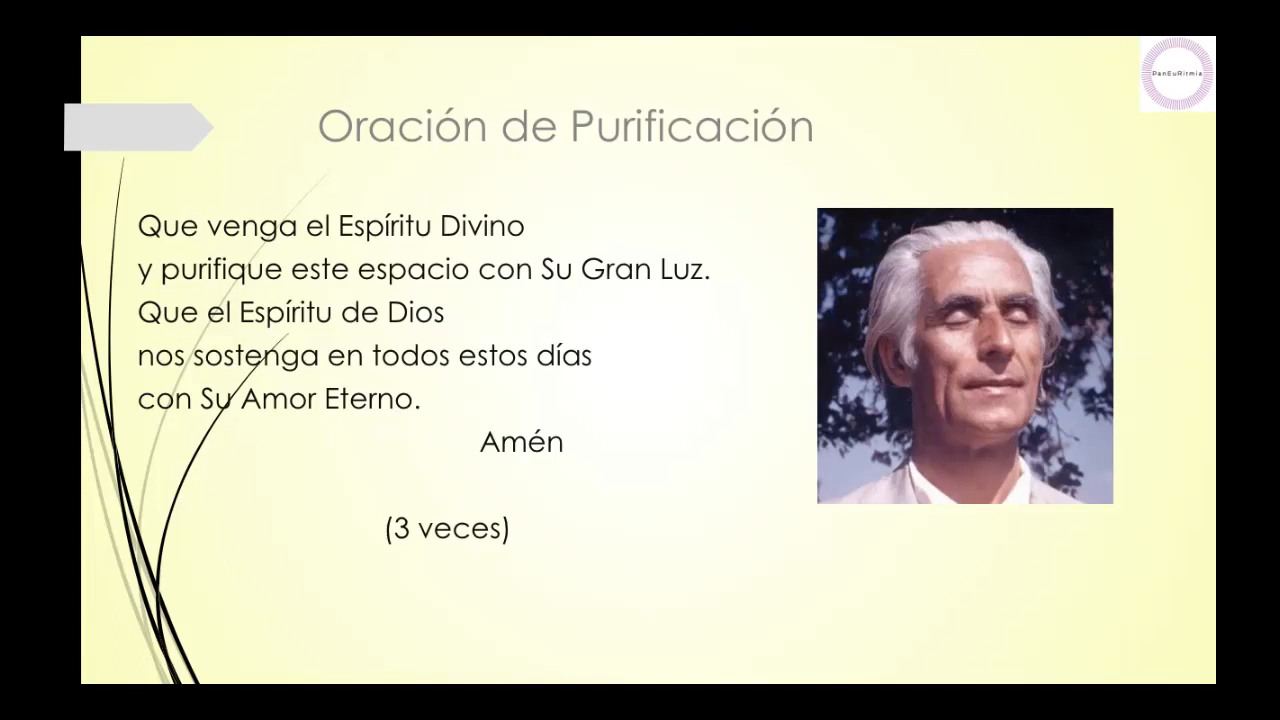 PanEuRitmia
Oración de Purificación
Que venga el Espíritu Divino
y purifique este espacio con Su Gran Luz.
Que el Espíritu de Dios
nos sostenga en todos estos días
con Su Amor Eterno.
Amén
(3 veces)